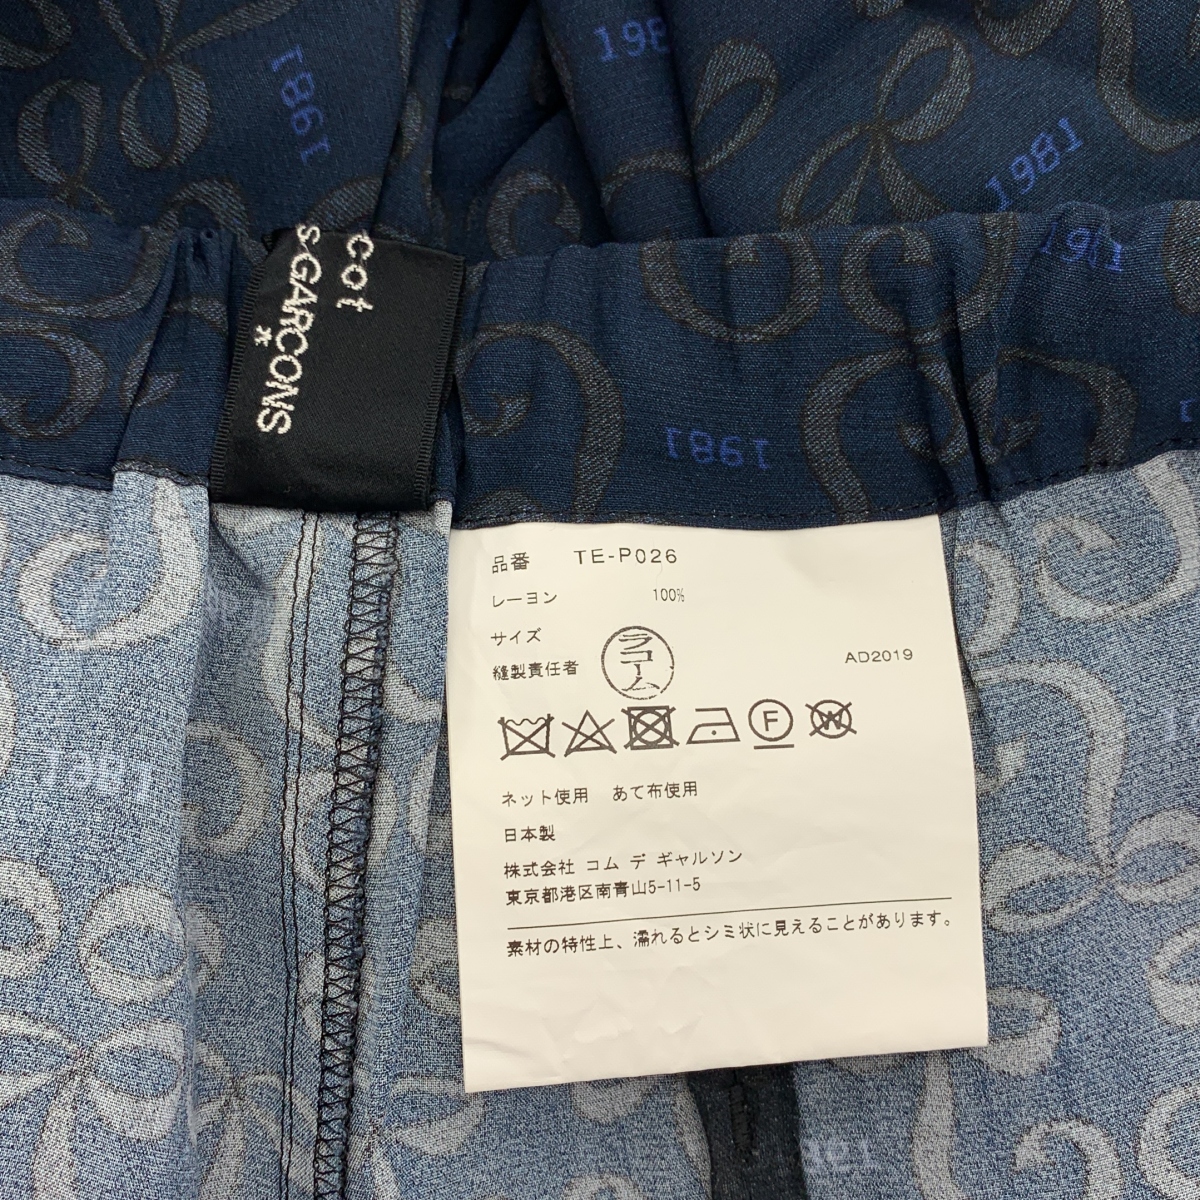 1981
198
1981
1981
cot
s·GARÇONS
1981
品番 TE-P026
レーヨン 100%
サイズ
縫製責任者 ラコーム AD2019
F
W
ネット使用 あて布使用
日本製
株式会社 コム デ ギャルソン
東京都港区南青山5-11-5
素材の特性上、濡れるとシミ状に見えることがあります。
1981
981